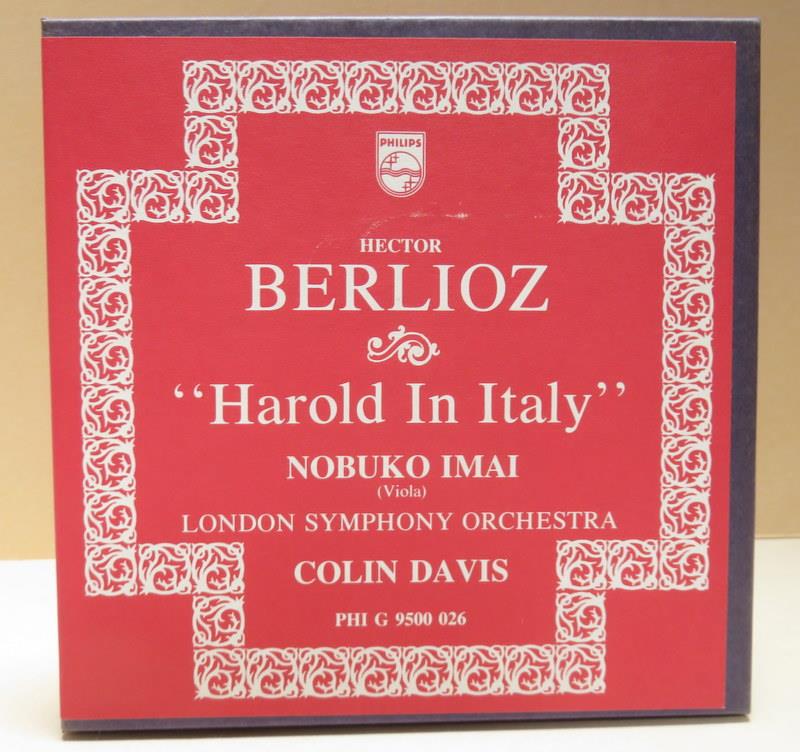 PHILIPS
HECTOR
BERLIOZ
‘‘Harold In Italy’’
NOBUKO IMAI
(Viola)
LONDON SYMPHONY ORCHESTRA
COLIN DAVIS
PHI G 9500 026